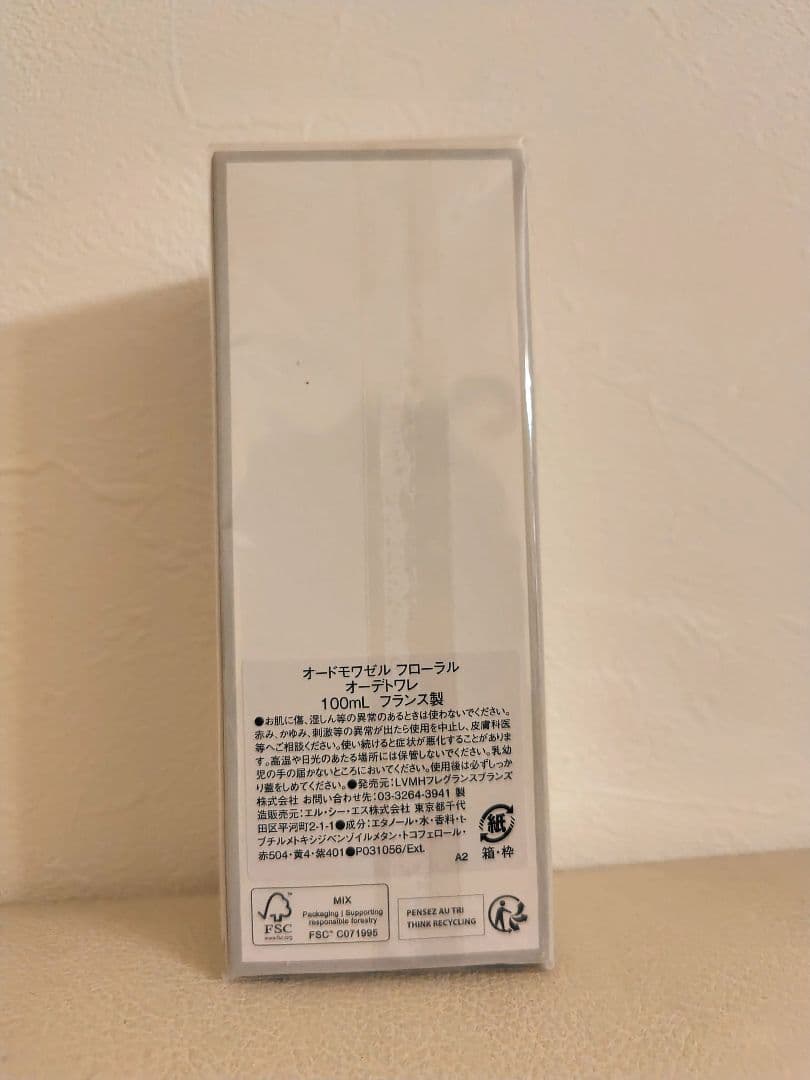 オードモワゼル フローラル
オーデトワレ
100mL フランス製
●お肌に傷、湿しん等の異常のあるときは使わないでください。
赤み、かゆみ、刺激等の異常が出たら使用を中止し、皮膚科医
等へご相談ください。使い続けると症状が悪化することがありま
す。高温や日光のあたる場所には保管しないでください。乳幼
児の手の届かないところにおいてください。使用後は必ずしっか
り蓋をしめてください。●発売元:LVMHフレグランスブランズ
株式会社 お問い合わせ先:03-3264-3941 製
造販売元:エル・シー・エス株式会社 東京都千代
田区平河町2-1-1●成分:エタノール・水・香料・t-
ブチルメトキシジベンゾイルメタン・トコフェロール・
赤504・黄4・紫401●P031056/Ext.
A2
紙
箱・枠
FSC™
www.fsc.org
MIX
Packaging | Supporting
responsible forestry
FSC™ C071995
PENSEZ AU TRI
THINK RECYCLING